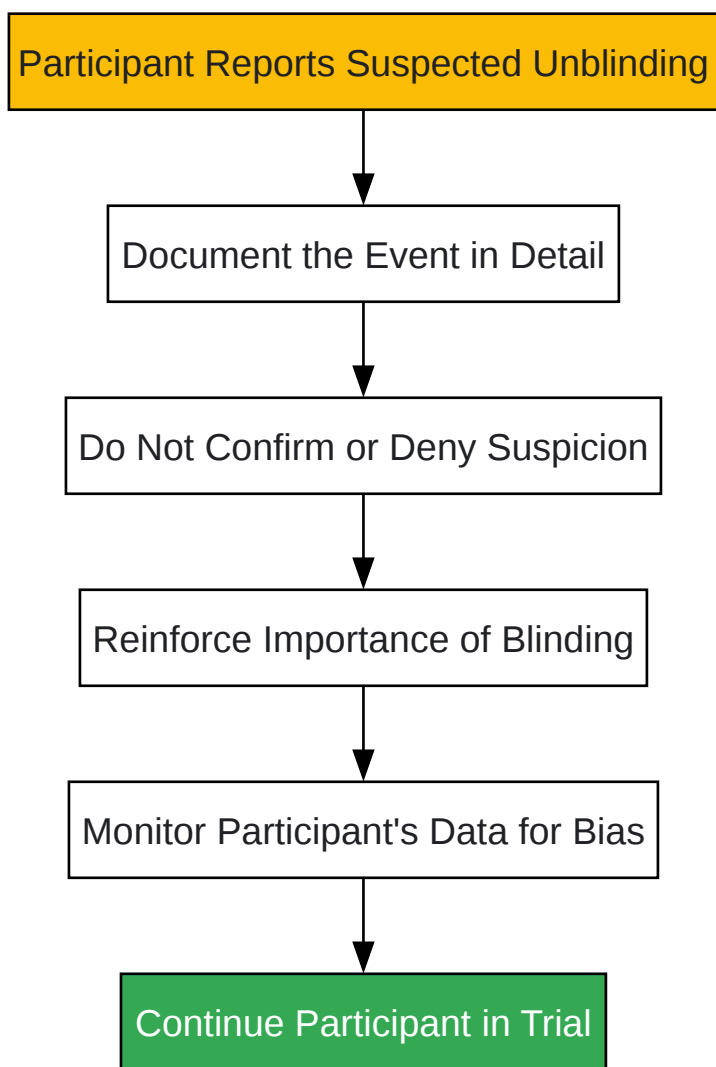 Participant Reports Suspected Unblinding
Document the Event in Detail
Do Not Confirm or Deny Suspicion
Reinforce Importance of Blinding
Monitor Participant's Data for Bias
Continue Participant in Trial